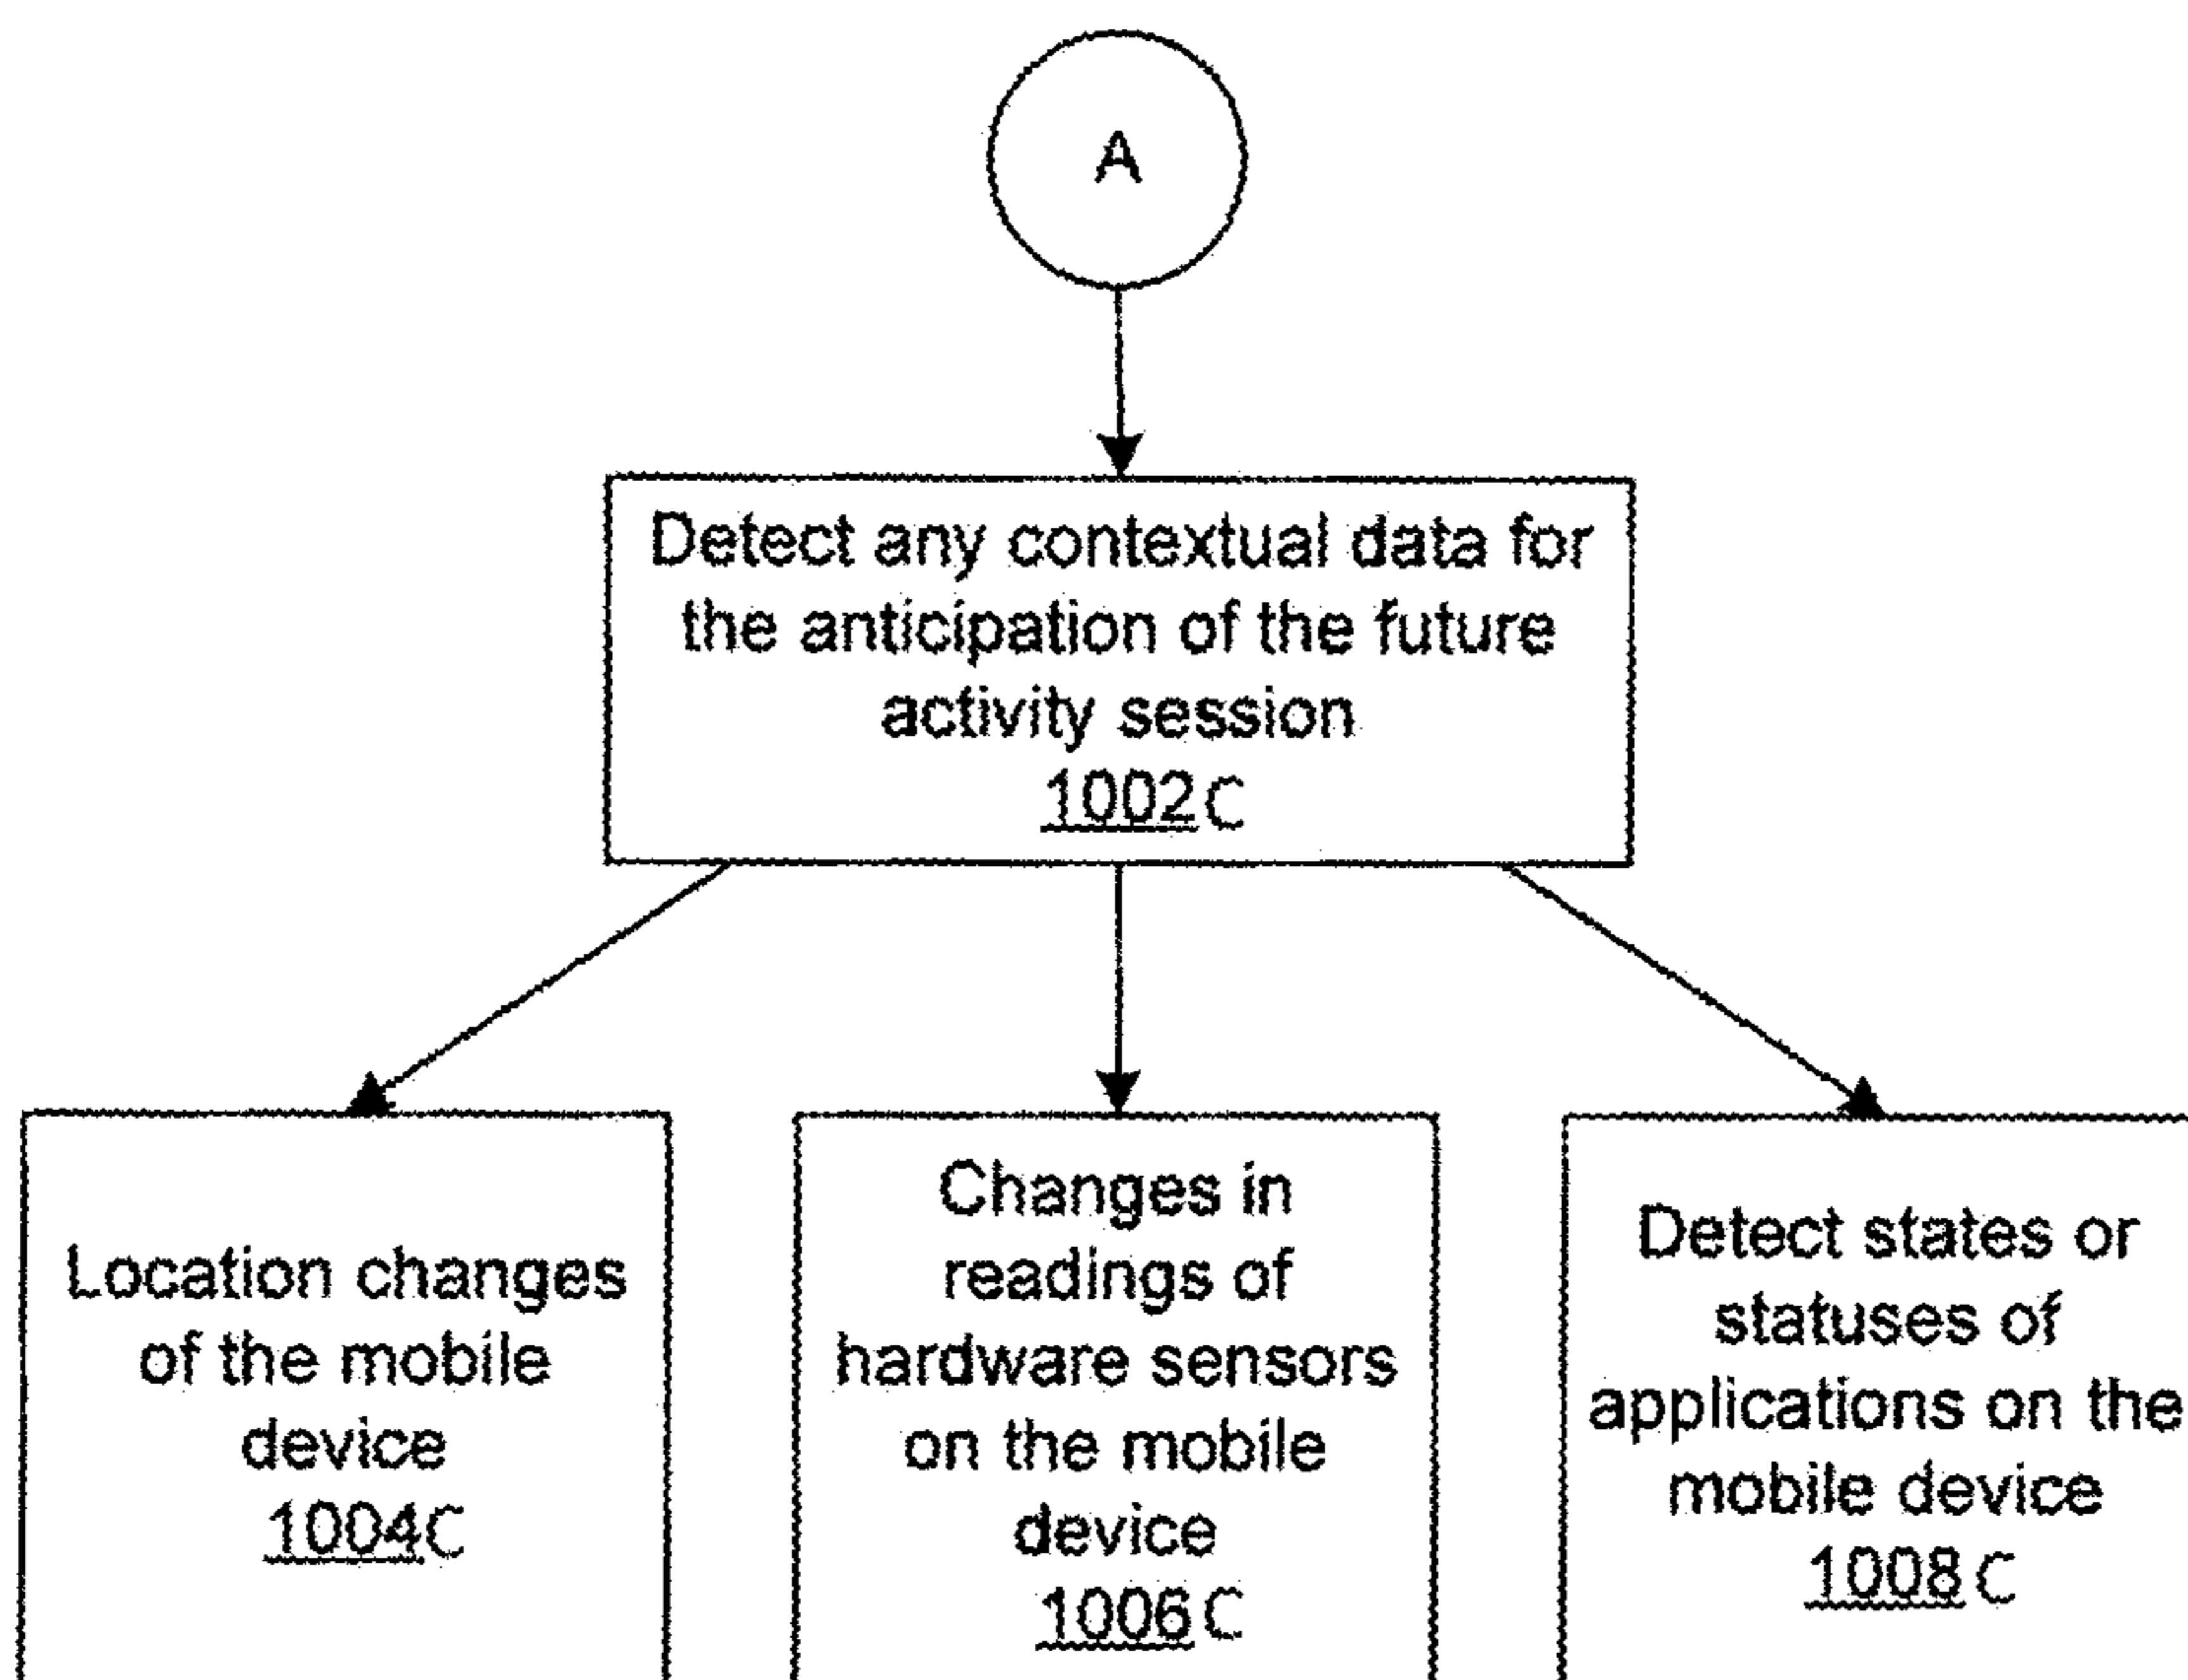 A
Detect any contextual data for
the anticipation of the future
activity session
1002C
Location changes
of the mobile
device
1004C
Changes in
readings of
hardware sensors
on the mobile
device
1006C
Detect states or
statuses of
applications on the
mobile device
1008C